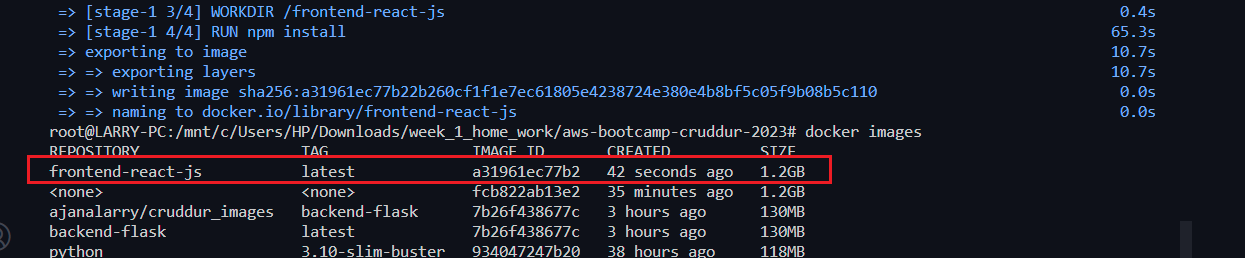 => [stage-1 3/4] WORKDIR /frontend-react-js 0.4s
=> [stage-1 4/4] RUN npm install 65.3s
=> exporting to image 10.7s
=> => exporting layers 10.7s
=> => writing image sha256:a31961ec77b22b260cf1f1e7ec61805e4238724e380e4b8bf5c05f9b08b5c110 0.0s
=> => naming to docker.io/library/frontend-react-js 0.0s
root@LARRY-PC:/mnt/c/Users/HP/Downloads/week_1_home_work/aws-bootcamp-cruddur-2023# docker images
REPOSITORY TAG IMAGE ID CREATED SIZE
frontend-react-js latest a31961ec77b2 42 seconds ago 1.2GB
<none> <none> fcb822ab13e2 35 minutes ago 1.2GB
ajanalarry/cruddur_images backend-flask 7b26f438677c 3 hours ago 130MB
backend-flask latest 7b26f438677c 3 hours ago 130MB
python 3.10-slim-buster 934047247b20 38 hours ago 118MB